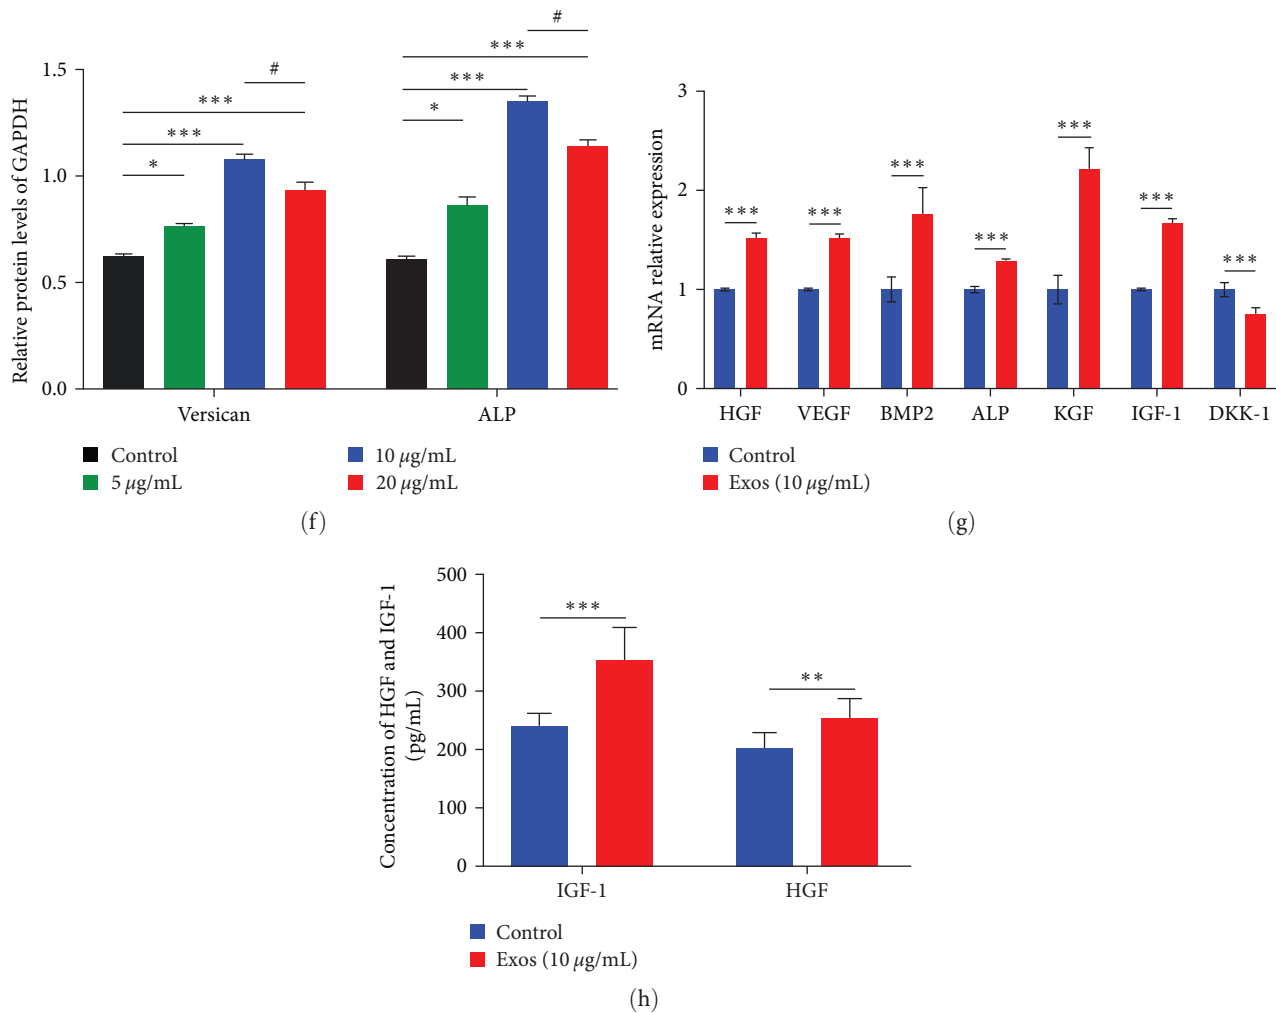 #
***
***
*
#
***
***
*
1.5
1.0
0.5
0.0
Relative protein levels of GAPDH
Versican
ALP
Control
10 μg/mL
5 μg/mL
20 μg/mL
(f)
3
2
1
0
mRNA relative expression
***
***
***
***
***
***
***
HGF
VEGF
BMP2
ALP
KGF
IGF-1
DKK-1
Control
Exos (10 μg/mL)
(g)
500
400
300
200
100
0
Concentration of HGF and IGF-1
(pg/mL)
***
**
IGF-1
HGF
Control
Exos (10 μg/mL)
(h)